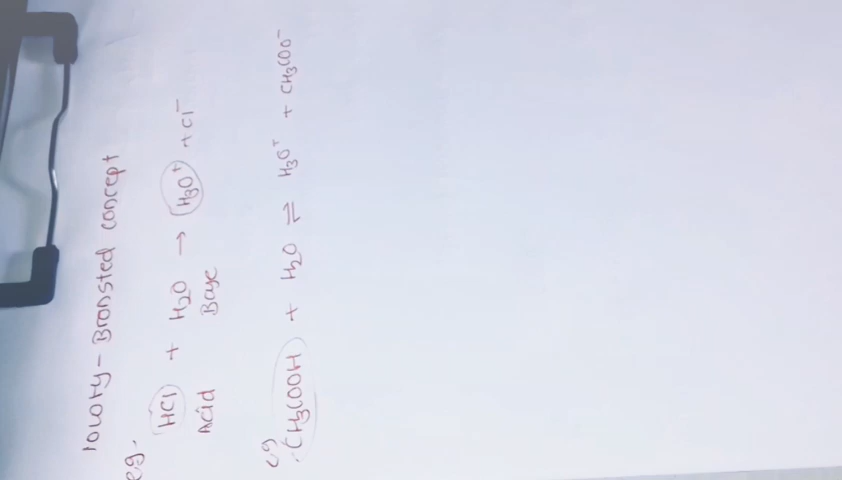 lowry-Bronsted concept
eg.
HCl + H₂O → H₃O⁺ + Cl⁻
Acid Base
eg
CH₃COOH + H₂O ⇌ H₃O⁺ + CH₃COO⁻